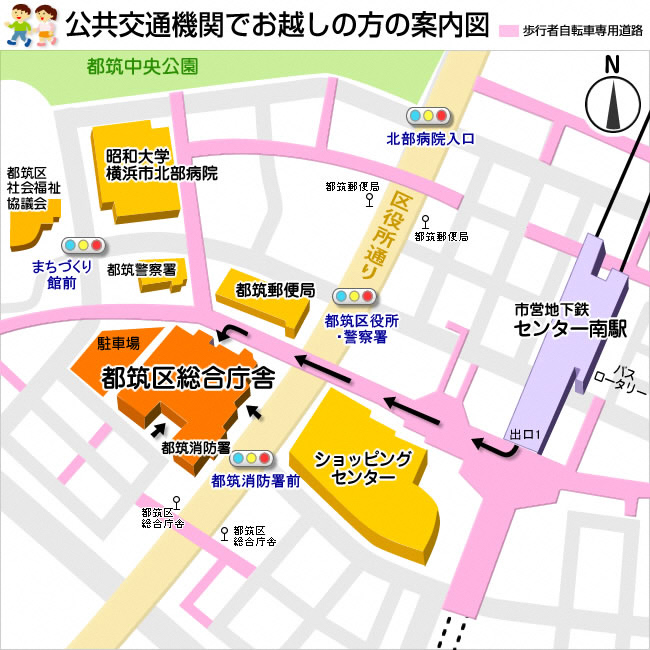 公共交通機関でお越しの方の案内図
歩行者自転車専用道路
都筑中央公園
N
北部病院入口
昭和大学
横浜市北部病院
都筑区
社会福祉
協議会
都筑郵便局
都筑郵便局
区役所通り
まちづくり
館前
都筑警察署
都筑郵便局
都筑区役所
・警察署
市営地下鉄
センター南駅
バス
ロータリー
駐車場
都筑区総合庁舎
出口1
都筑消防署
ショッピング
センター
都筑消防署前
都筑区
総合庁舎
都筑区
総合庁舎